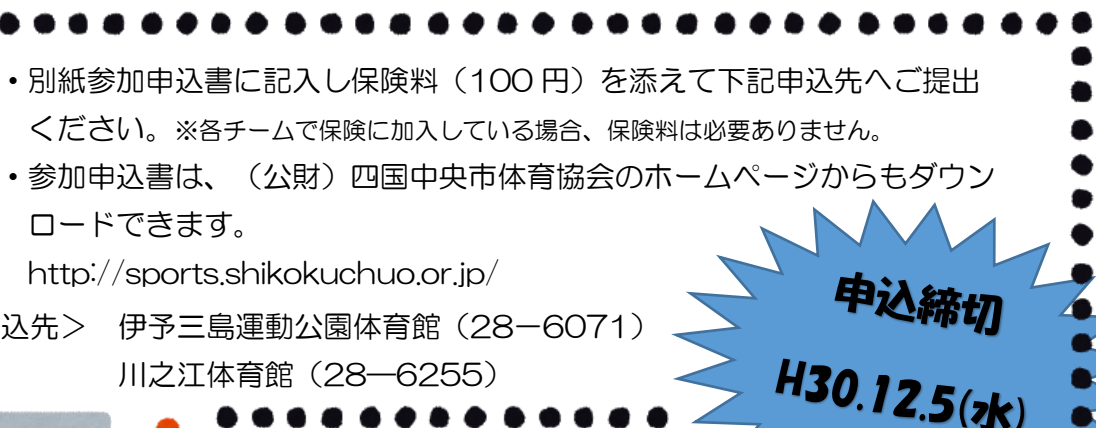 ・別紙参加申込書に記入し保険料（100円）を添えて下記申込先へご提出
ください。※各チームで保険に加入している場合、保険料は必要ありません。
・参加申込書は、（公財）四国中央市体育協会のホームページからもダウン
ロードできます。
http://sports.shikokuchuo.or.jp/
込先＞　伊予三島運動公園体育館（28－6071）
川之江体育館（28―6255）
申込締切
H30.12.5(水)